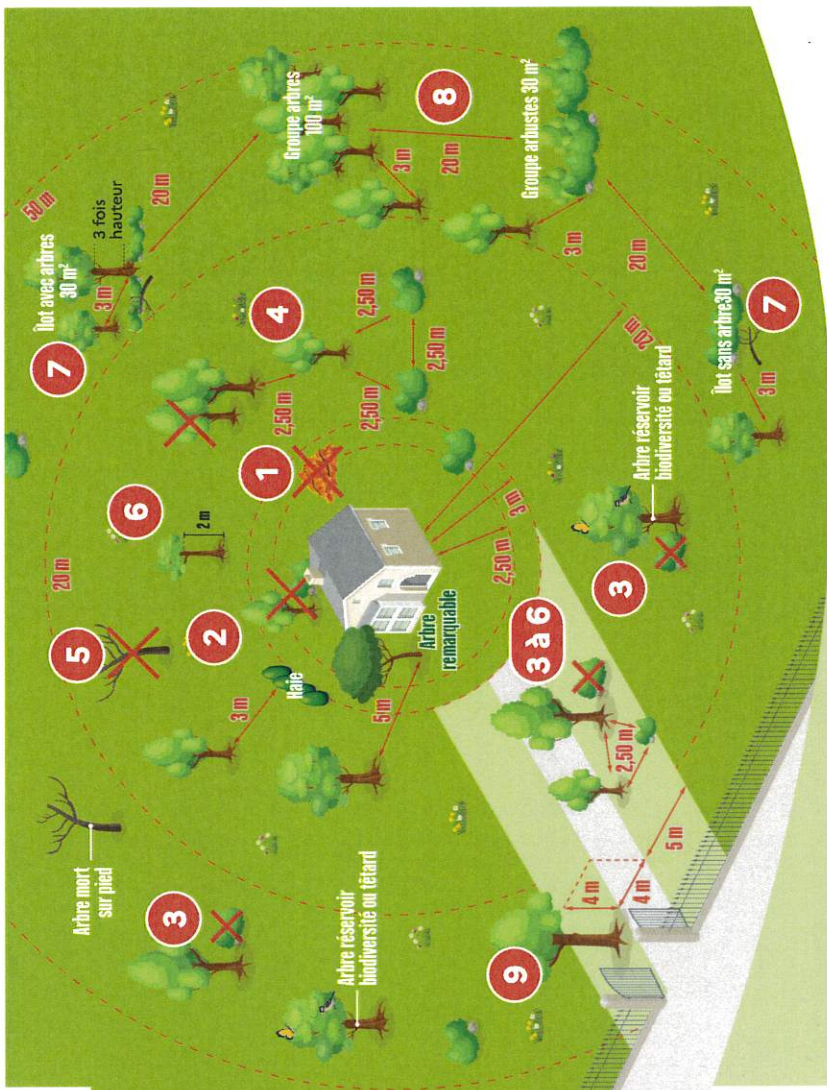 50 m
7
Îlot avec arbres
30 m²
3 m
3 fois
hauteur
20 m
Groupe arbres
100 m²
8
3 m
20 m
Groupe arbustes 30 m²
3 m
20 m
Îlot sans arbre30 m²
7
3 m
20 m
6
2 m
4
2,50 m
2,50 m
2,50 m
2,50 m
1
20 m
3 m
2,50 m
Arbre réservoir
biodiversité ou têtard
3
5
2
3 m
Haie
Arbre
remarquable
5 m
3 à 6
2,50 m
5 m
4 m
4 m
9
Arbre mort
sur pied
3
Arbre réservoir
biodiversité ou têtard